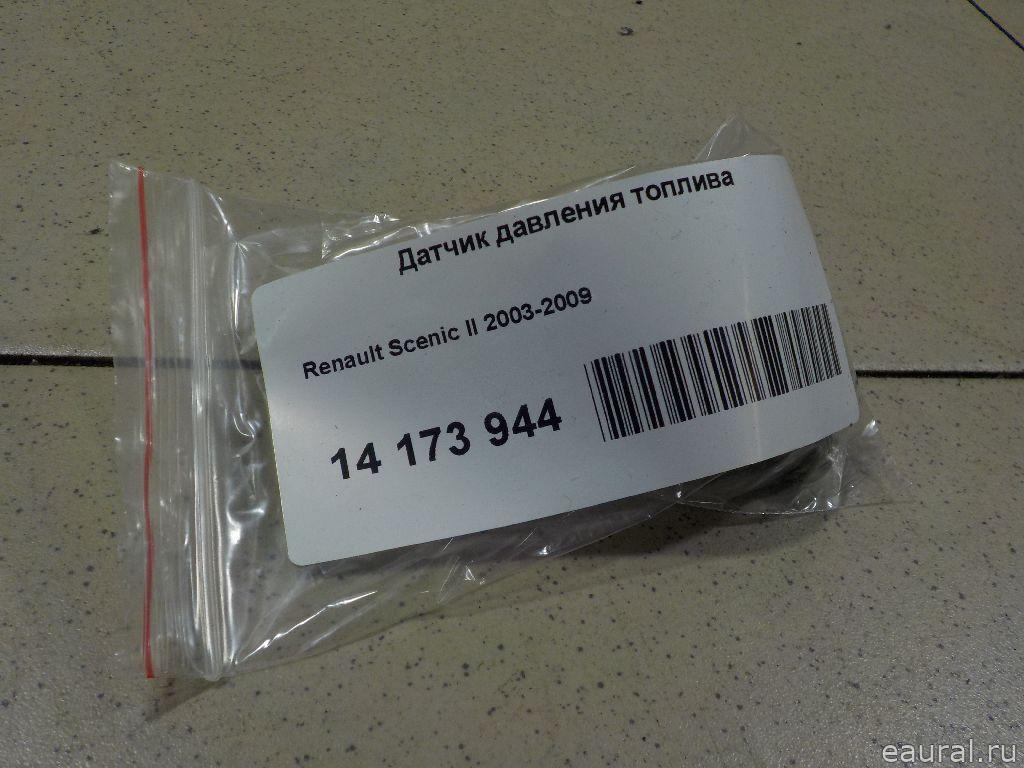 Датчик давления топлива
Renault Scenic II 2003-2009
14 173 944
eaural.ru